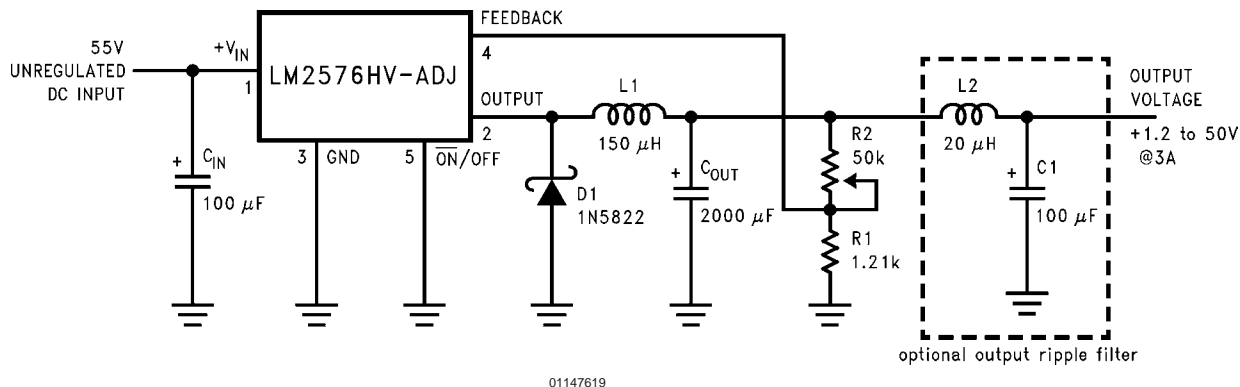 FEEDBACK
4
55V
UNREGULATED
DC INPUT
+VIN
1
LM2576HV-ADJ
OUTPUT
2
3 GND
5 ON/OFF
+ CIN
100 μF
D1
1N5822
L1
150 μH
+ COUT
2000 μF
R2
50k
R1
1.21k
L2
20 μH
+ C1
100 μF
OUTPUT
VOLTAGE
+1.2 to 50V
@3A
optional output ripple filter
01147619